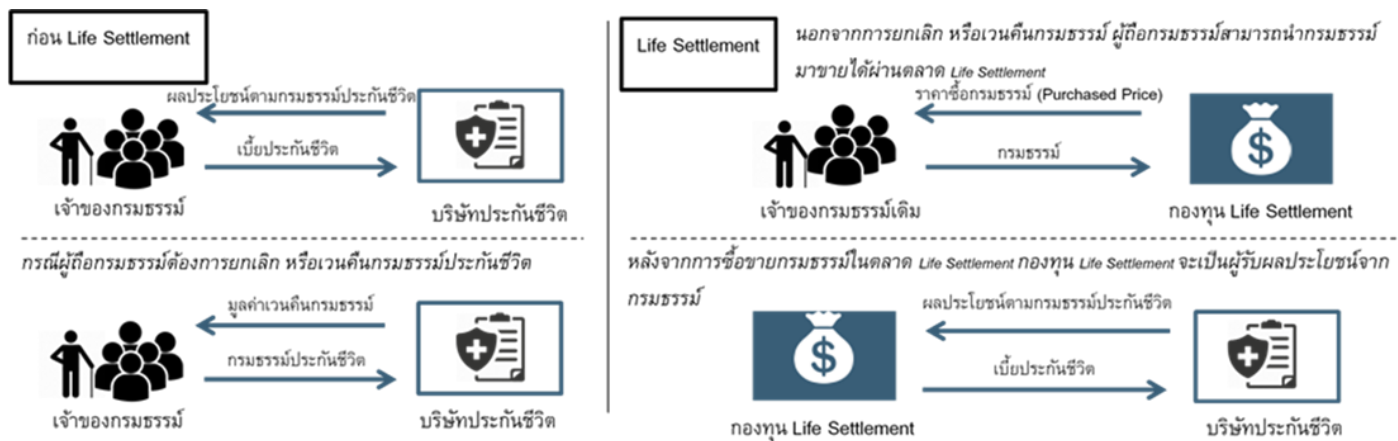 ก่อน Life Settlement
ผลประโยชน์ตามกรมธรรม์ประกันชีวิต
เบี้ยประกันชีวิต
เจ้าของกรมธรรม์
บริษัทประกันชีวิต
กรณีผู้ถือกรมธรรม์ต้องการยกเลิก หรือเวนคืนกรมธรรม์ประกันชีวิต
มูลค่าเวนคืนกรมธรรม์
กรมธรรม์ประกันชีวิต
เจ้าของกรมธรรม์
บริษัทประกันชีวิต
Life Settlement
นอกจากการยกเลิก หรือเวนคืนกรมธรรม์ ผู้ถือกรมธรรม์สามารถนำกรมธรรม์
มาขายได้ผ่านตลาด Life Settlement
ราคาซื้อกรมธรรม์ (Purchased Price)
กรมธรรม์
$
เจ้าของกรมธรรม์เดิม
กองทุน Life Settlement
หลังจากการซื้อขายกรมธรรม์ในตลาด Life Settlement กองทุน Life Settlement จะเป็นผู้รับผลประโยชน์จาก
กรมธรรม์
ผลประโยชน์ตามกรมธรรม์ประกันชีวิต
$
เบี้ยประกันชีวิต
กองทุน Life Settlement
บริษัทประกันชีวิต